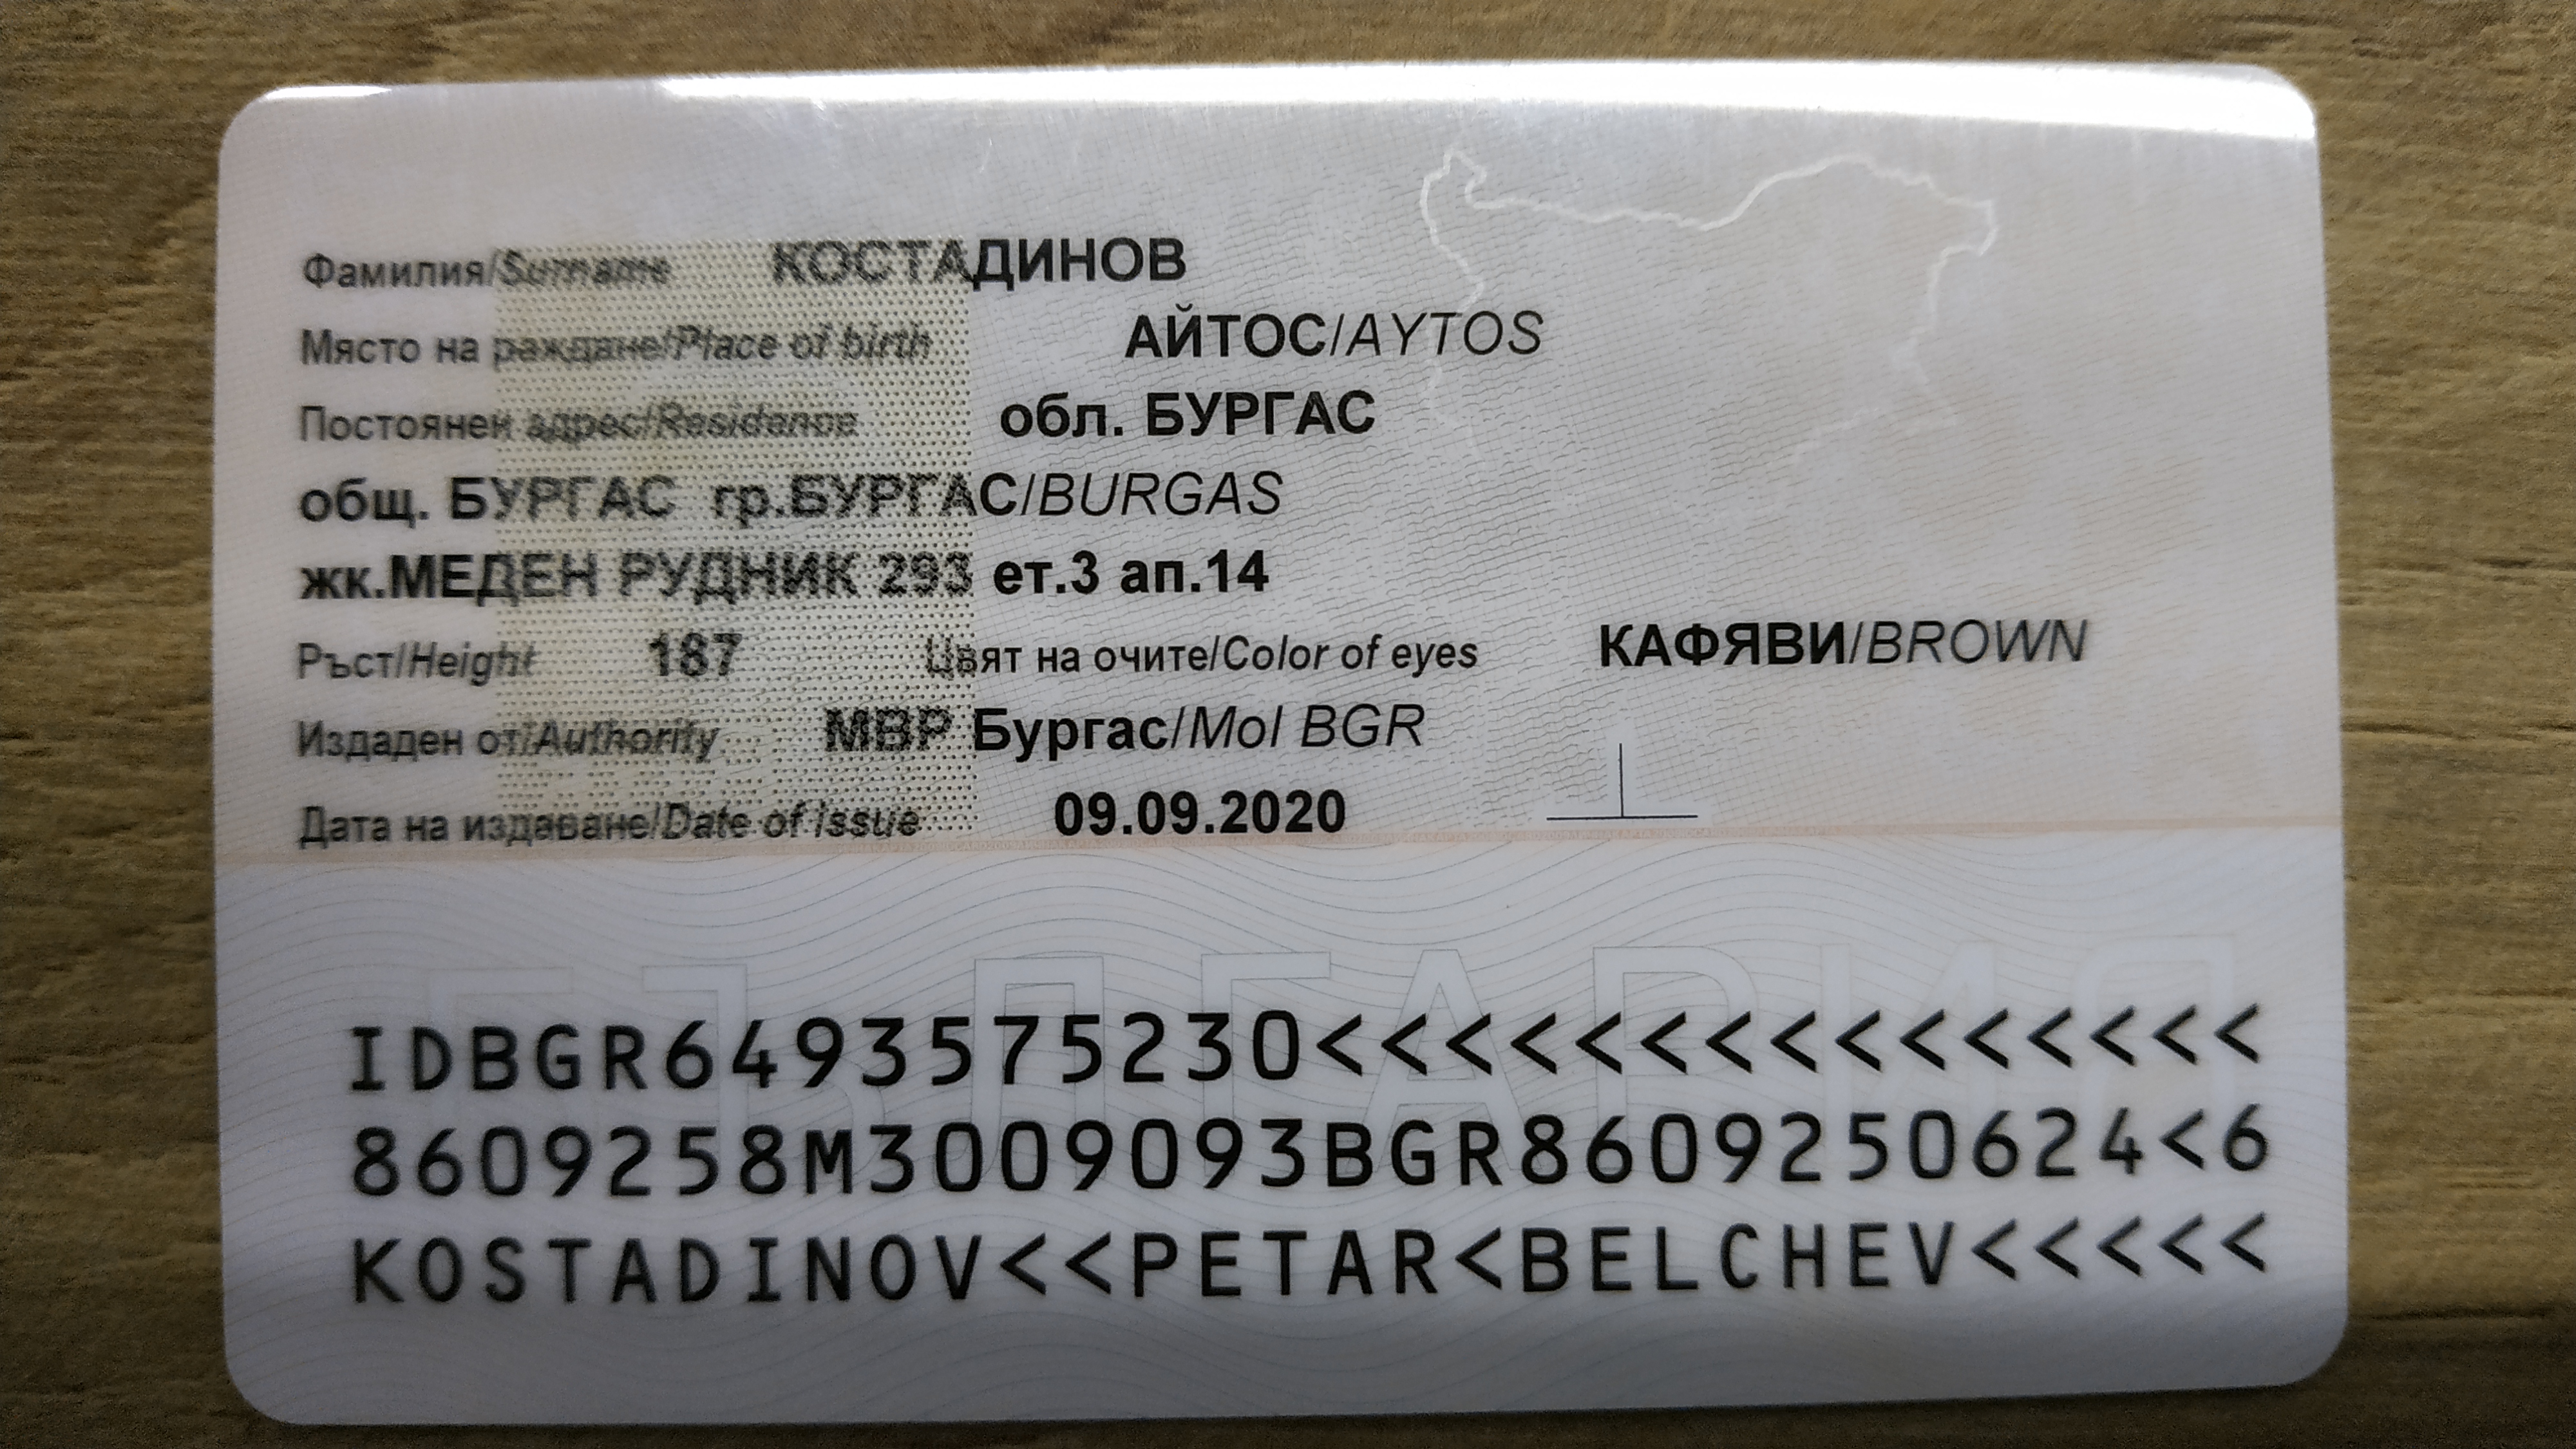 Фамилия/Surname КОСТАДИНОВ
Място на раждане/Place of birth АЙТОС/AYTOS
Постоянен адрес/Residence обл. БУРГАС
общ. БУРГАС гр.БУРГАС/BURGAS
жк.МЕДЕН РУДНИК 293 ет.3 ап.14
Ръст/Height 187 Цвят на очите/Color of eyes КАФЯВИ/BROWN
Издаден от/Authority МВР Бургас/MoI BGR
Дата на издаване/Date of issue 09.09.2020
IDBGR6493575230<<<<<<<<<<<<<<<
8609258M3009093BGR8609250624<6
KOSTADINOV<<PETAR<BELCHEV<<<<<